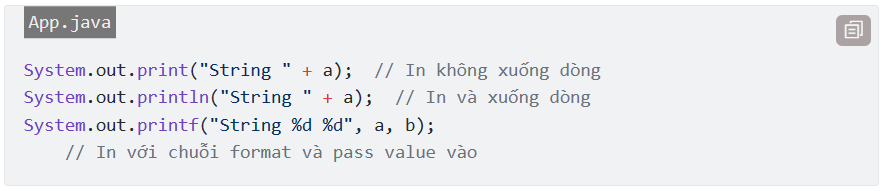 App.java
System.out.print("String " + a);  // In không xuống dòng
System.out.println("String " + a);  // In và xuống dòng
System.out.printf("String %d %d", a, b);
    // In với chuỗi format và pass value vào